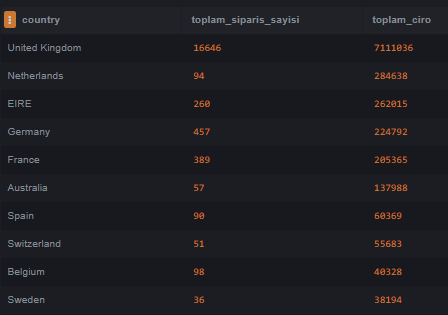 country toplam_siparis_sayisi toplam_ciro
United Kingdom 16646 7111036
Netherlands 94 284638
EIRE 260 262015
Germany 457 224792
France 389 205365
Australia 57 137988
Spain 90 60369
Switzerland 51 55683
Belgium 98 40328
Sweden 36 38194